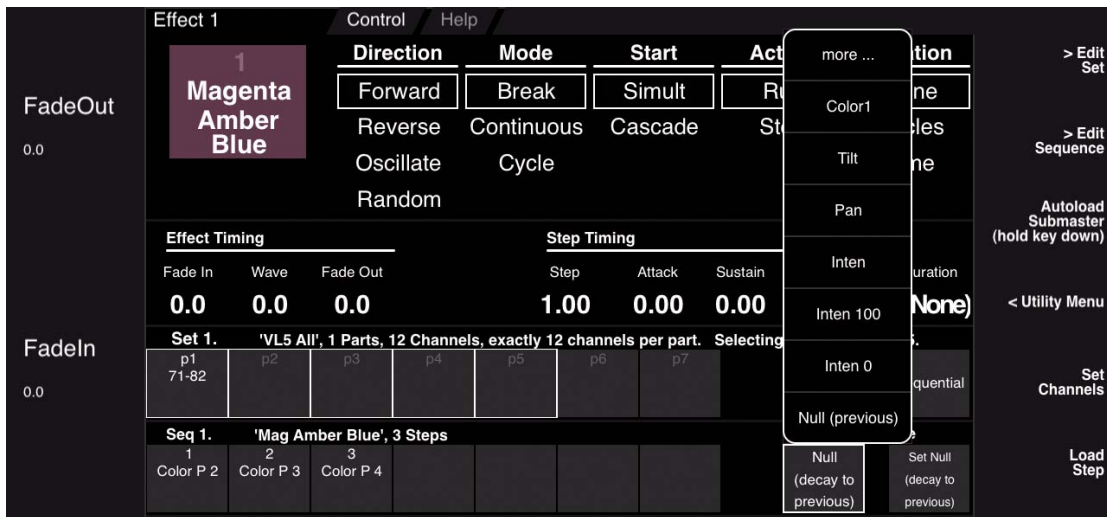 Effect 1
Control
Help
FadeOut
0.0
FadeIn
0.0
1
Magenta
Amber
Blue
Direction
Forward
Reverse
Oscillate
Random
Mode
Break
Continuous
Cycle
Start
Simult
Cascade
more ...
Color1
Tilt
Pan
Inten
Inten 100
Inten 0
Null (previous)
Effect Timing
Fade In Wave Fade Out
0.0 0.0 0.0
Step Timing
Step Attack Sustain
1.00 0.00 0.00
(None)
Set 1. 'VL5 All', 1 Parts, 12 Channels, exactly 12 channels per part. Selecting
p1 p2 p3 p4 p5 p6 p7
71-82
Seq 1. 'Mag Amber Blue', 3 Steps
1 2 3
Color P 2 Color P 3 Color P 4
Null
(decay to
previous)
Set Null
(decay to
previous)
> Edit
Set
> Edit
Sequence
Autoload
Submaster
(hold key down)
< Utility Menu
Set
Channels
Load
Step